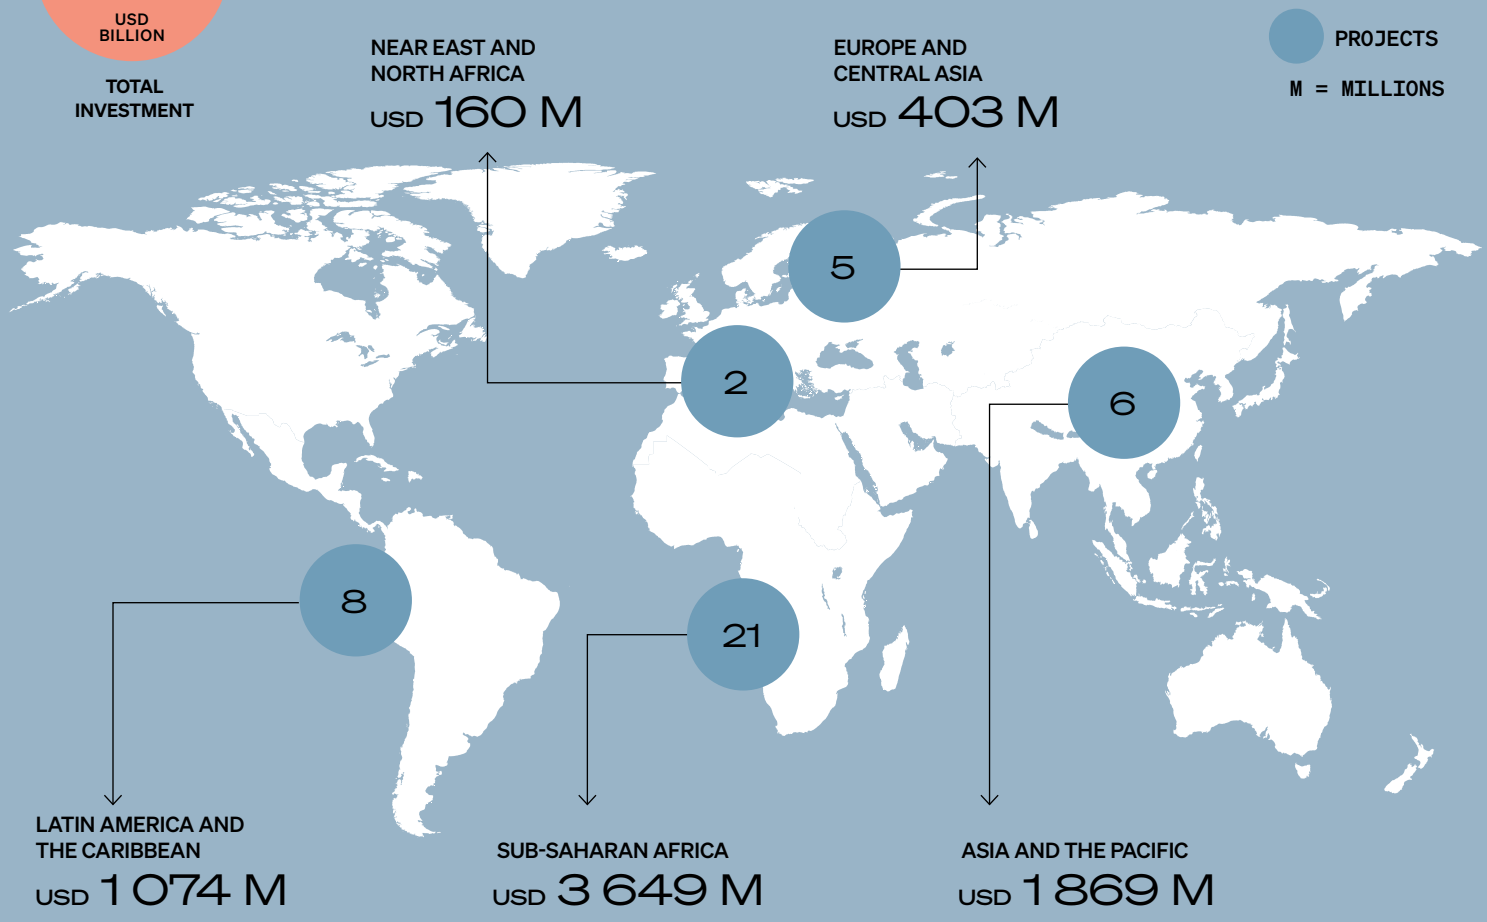 USD
BILLION
TOTAL
INVESTMENT
NEAR EAST AND
NORTH AFRICA
USD 160 M
EUROPE AND
CENTRAL ASIA
USD 403 M
PROJECTS
M = MILLIONS
5
2
6
8
21
LATIN AMERICA AND
THE CARIBBEAN
USD 1 074 M
SUB-SAHARAN AFRICA
USD 3 649 M
ASIA AND THE PACIFIC
USD 1 869 M